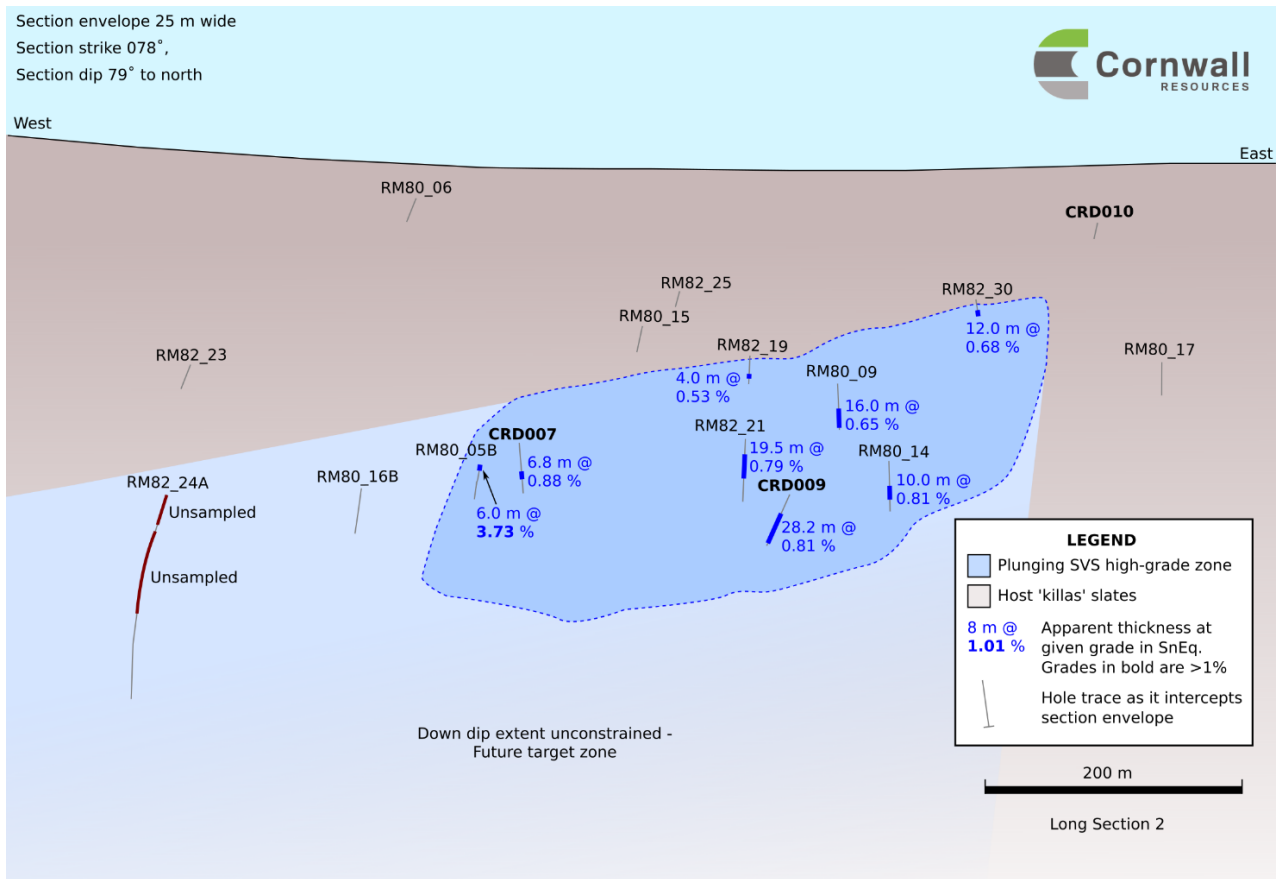 Section envelope 25 m wide
Section strike 078˚,
Section dip 79˚ to north
Cornwall
RESOURCES
West
East
RM80_06
CRD010
RM82_25
RM82_30
RM80_15
12.0 m @
0.68 %
RM82_19
RM82_23
RM80_17
4.0 m @
0.53 %
RM80_09
16.0 m @
0.65 %
RM82_21
CRD007
RM80_05B
19.5 m @
0.79 %
RM80_14
6.8 m @
0.88 %
RM80_16B
RM82_24A
CRD009
10.0 m @
0.81 %
Unsampled
6.0 m @
3.73 %
28.2 m @
0.81 %
Unsampled
LEGEND
Plunging SVS high-grade zone
Host 'killas' slates
8 m @
1.01 %
Apparent thickness at
given grade in SnEq.
Grades in bold are >1%
Hole trace as it intercepts
section envelope
Down dip extent unconstrained -
Future target zone
200 m
Long Section 2